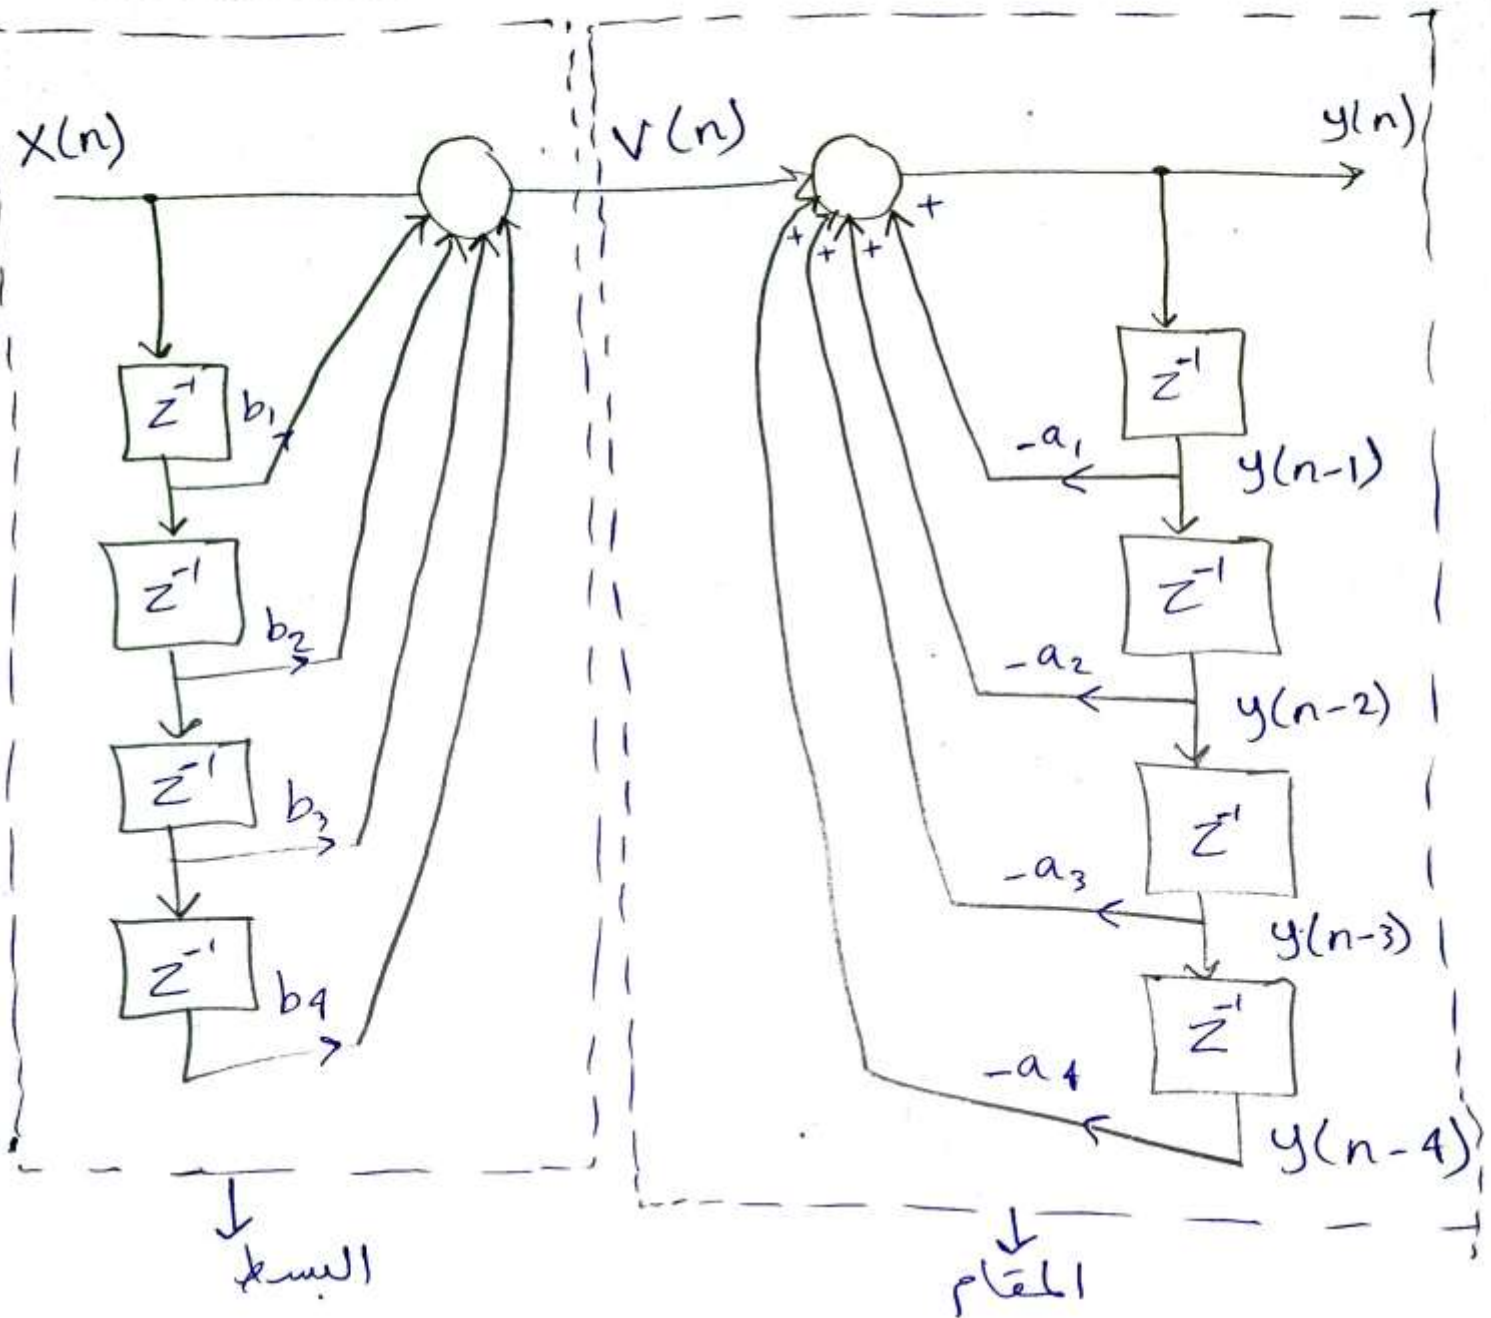 X(n)
V(n)
y(n)
+
+
+
+
z⁻¹
b₁
z⁻¹
-a₁
y(n-1)
z⁻¹
b₂
z⁻¹
-a₂
y(n-2)
z⁻¹
b₃
z⁻¹
-a₃
y(n-3)
z⁻¹
b4
z⁻¹
-a₄
y(n-4)
البسط
المقام